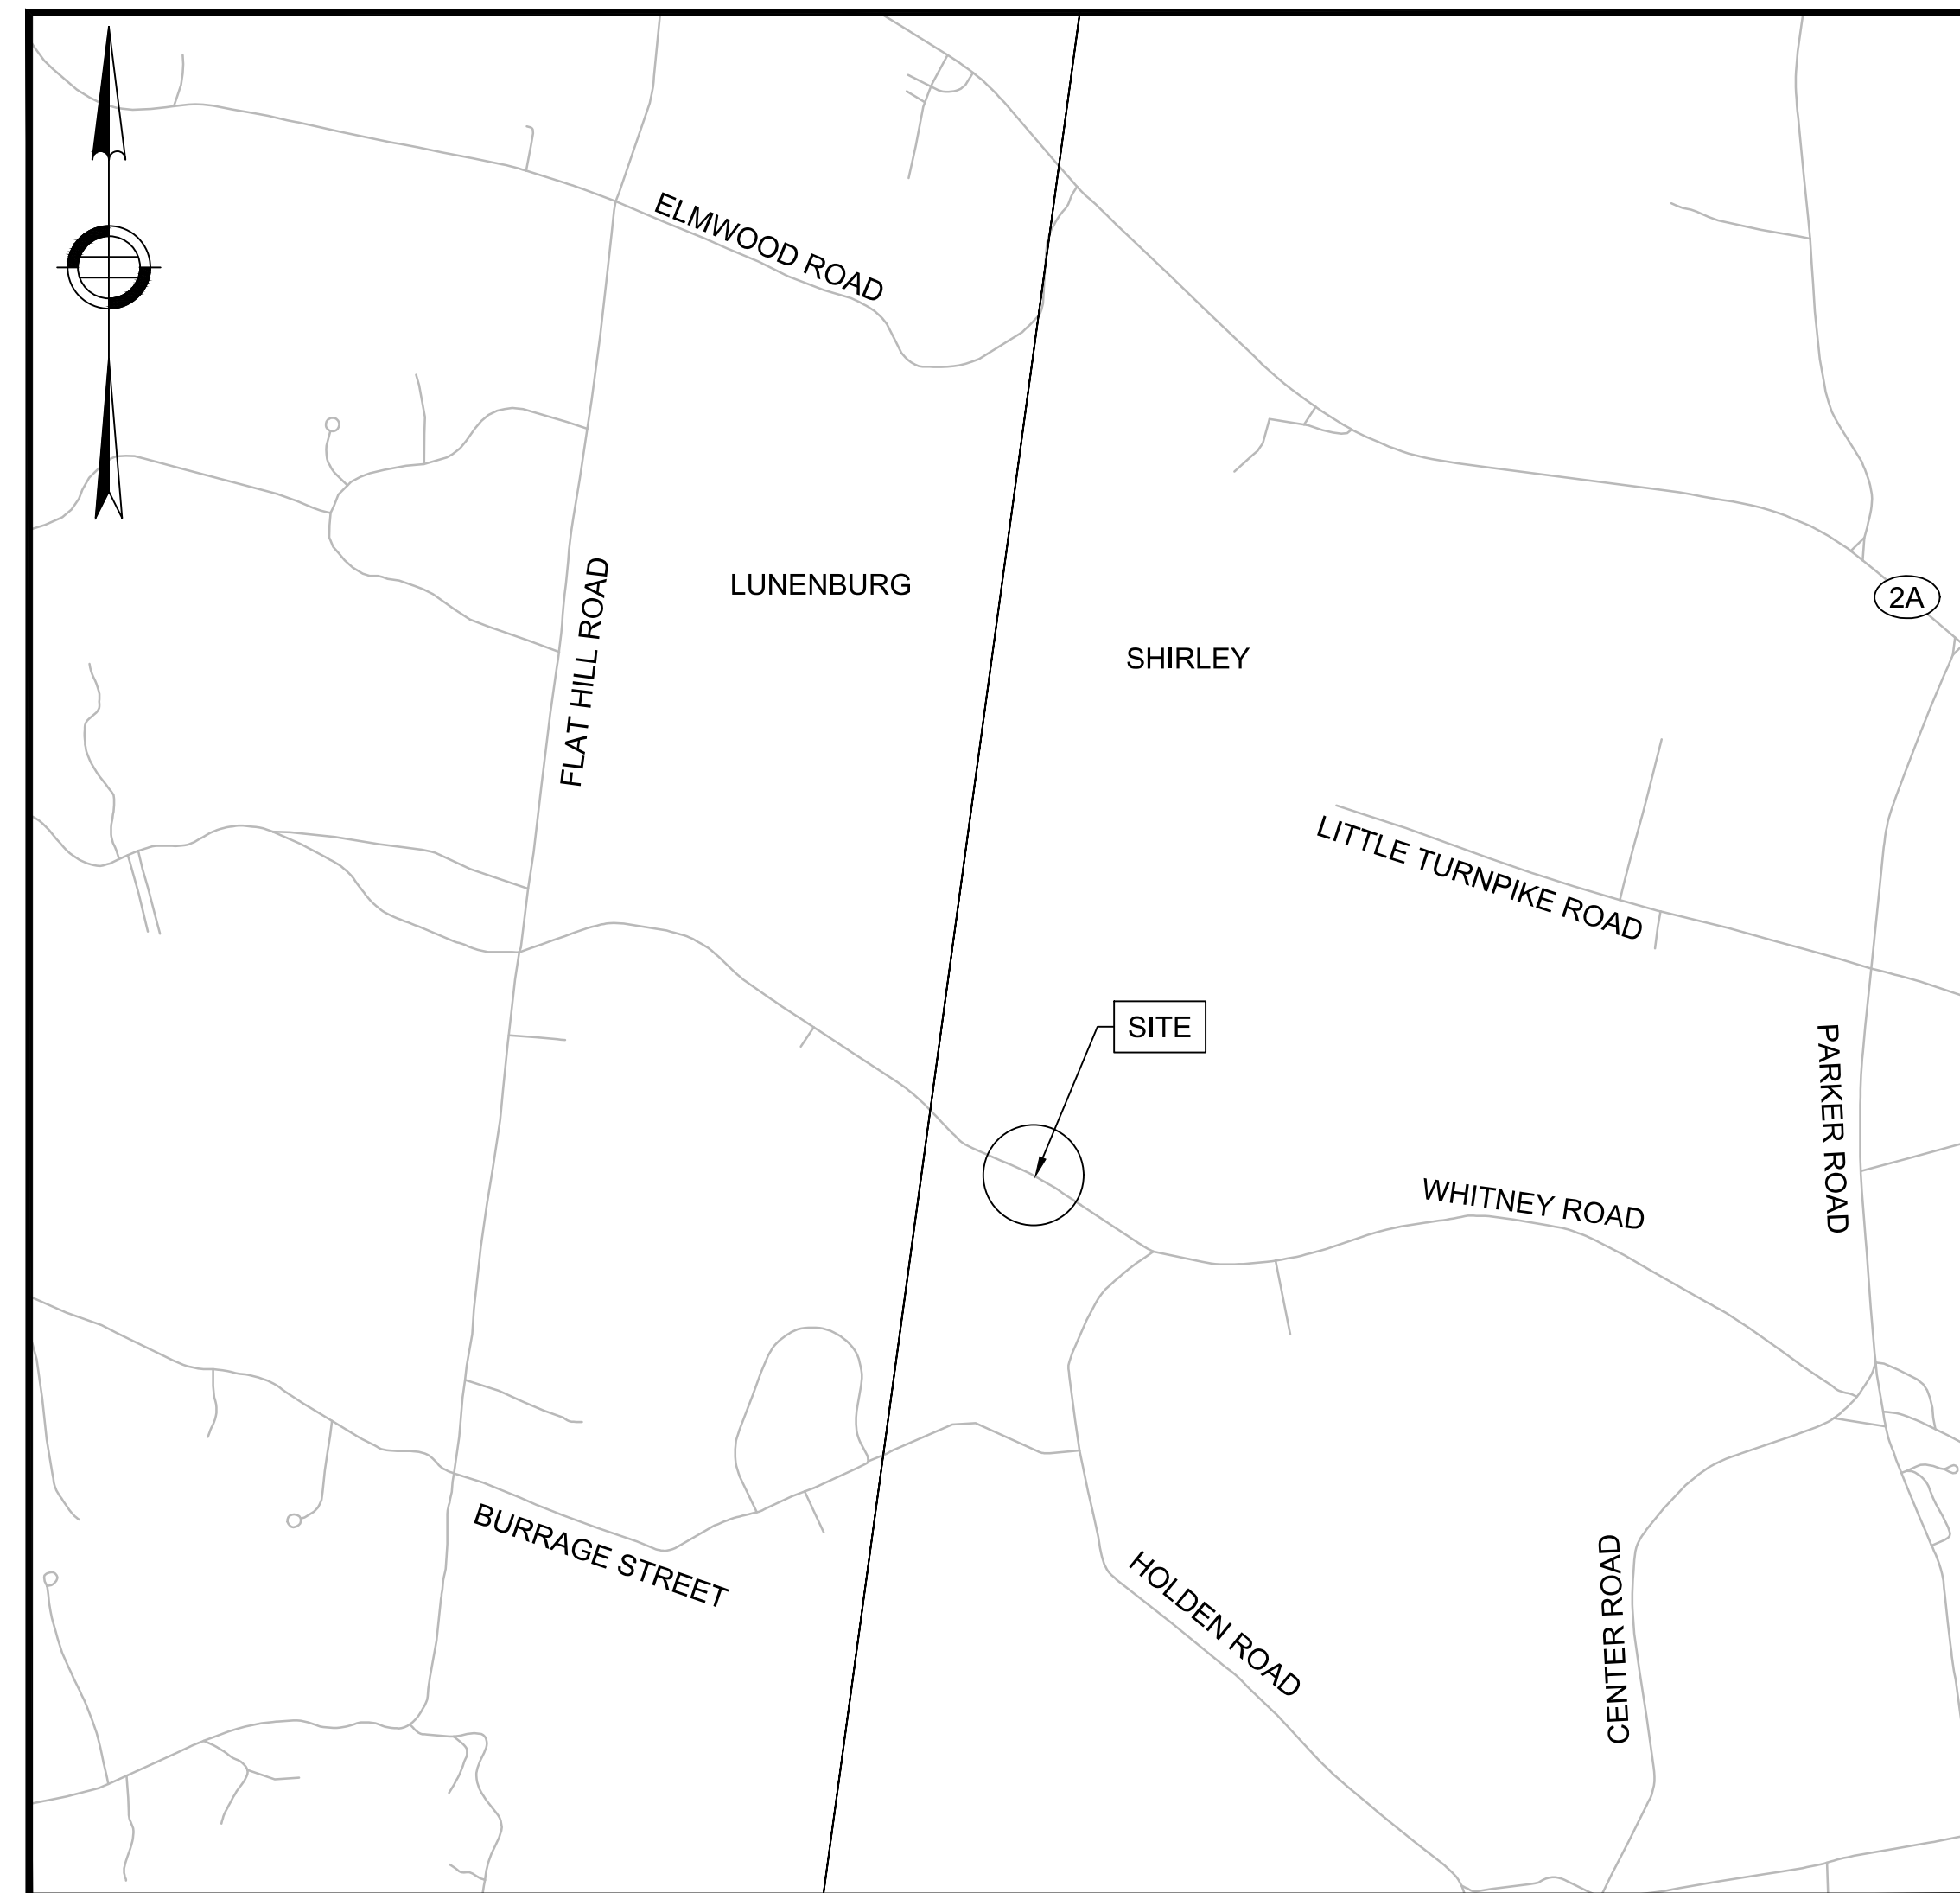 ELMWOOD ROAD
LUNENBURG
FLAT HILL ROAD
2A
SHIRLEY
LITTLE TURNPIKE ROAD
SITE
PARKER ROAD
WHITNEY ROAD
BURRAGE STREET
HOLDEN ROAD
CENTER ROAD